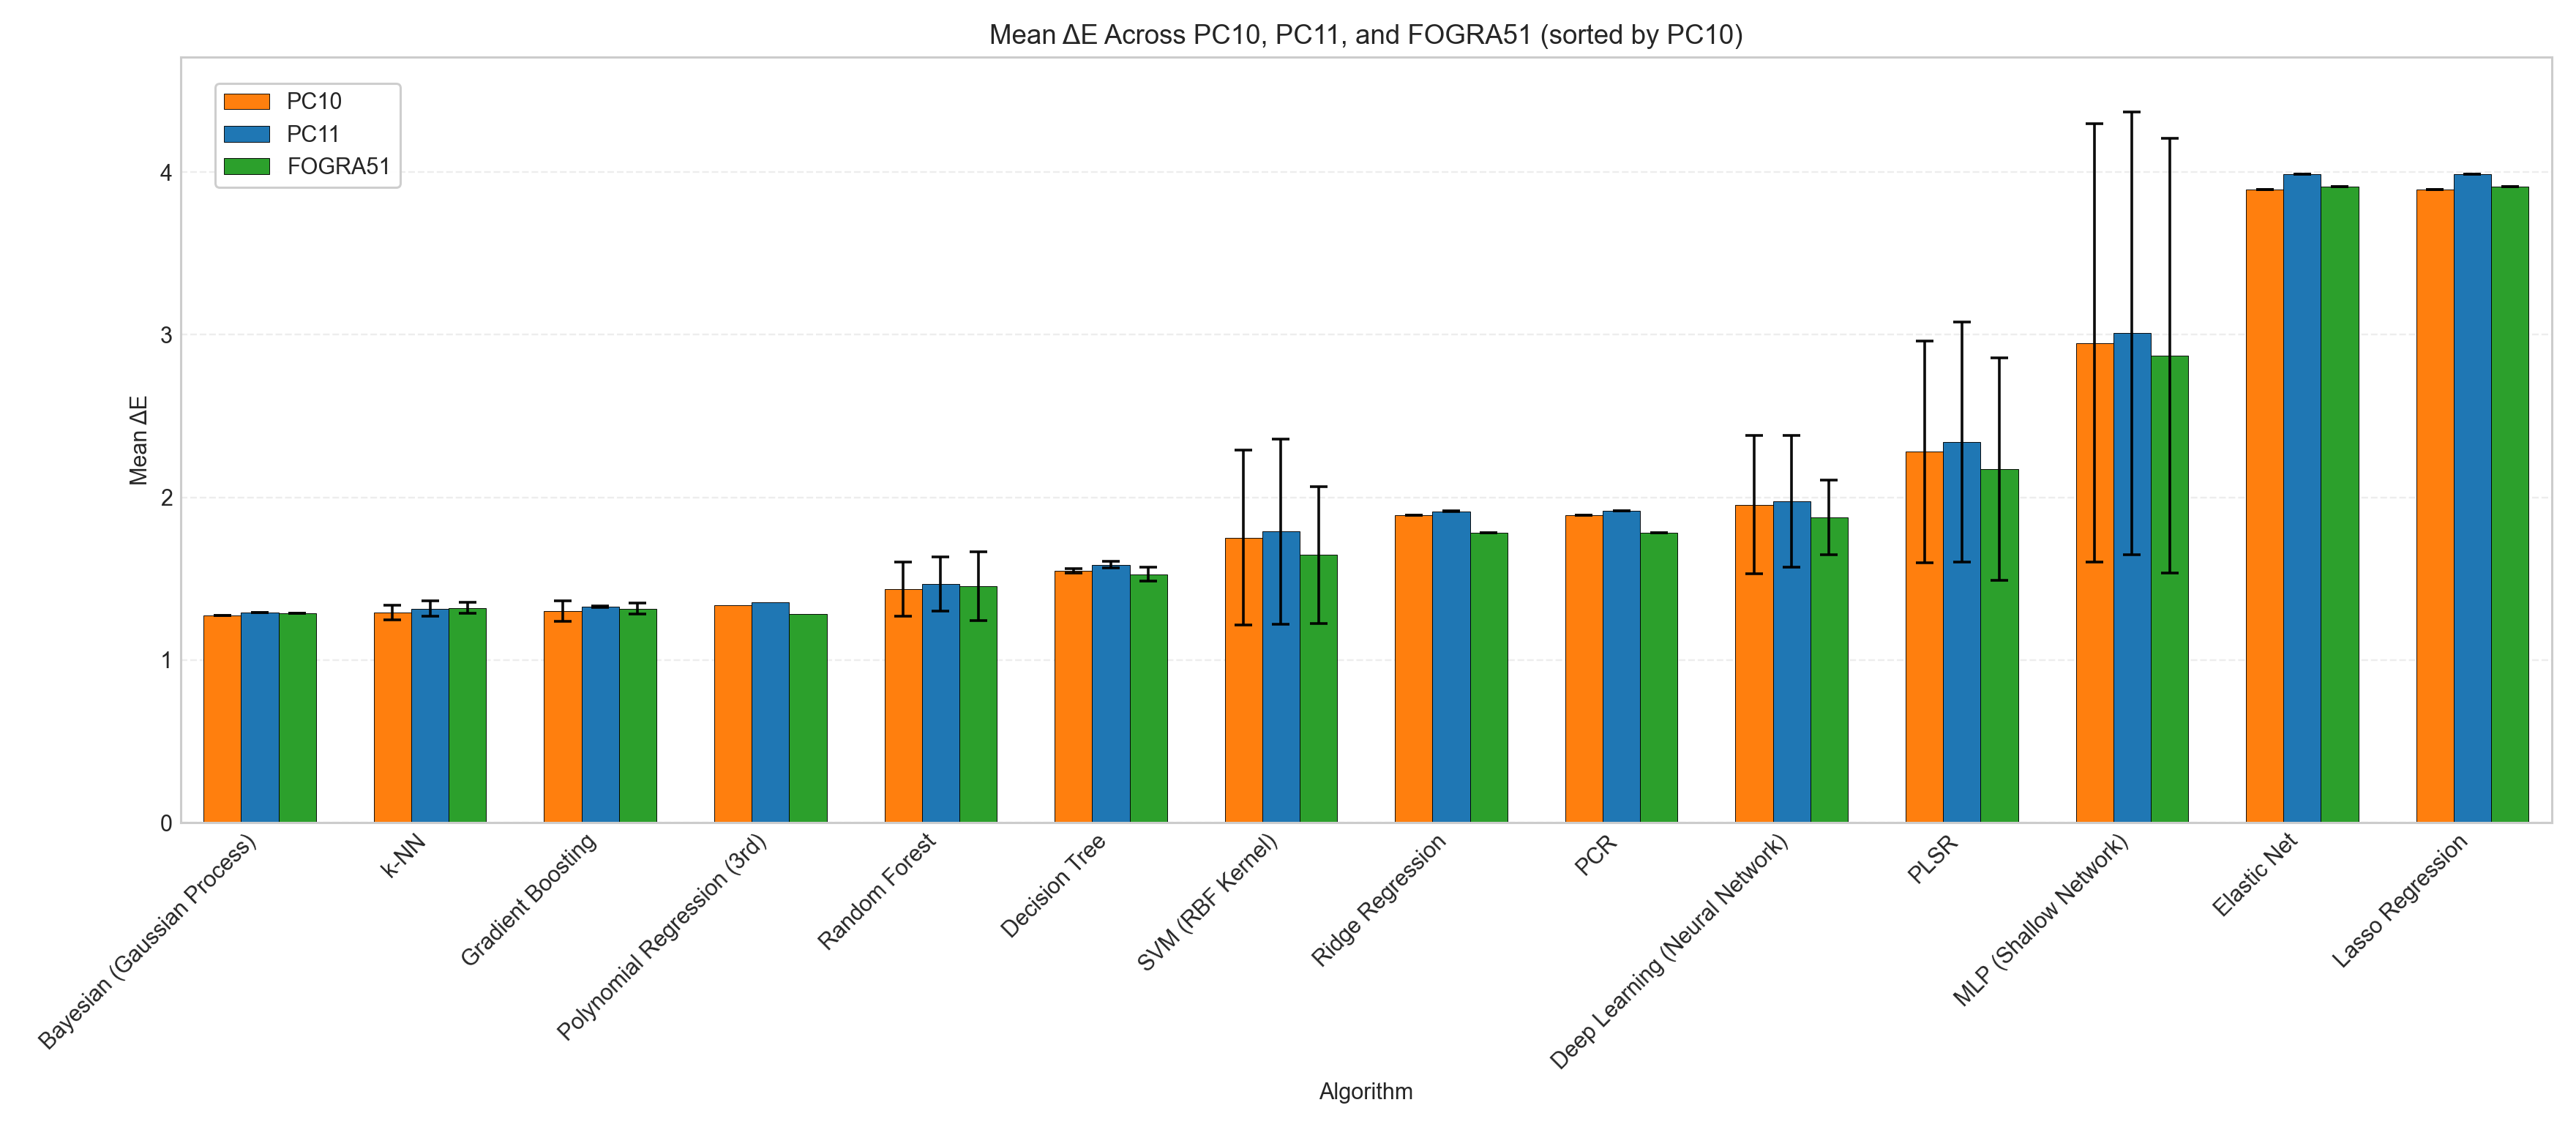 Mean ΔE Across PC10, PC11, and FOGRA51 (sorted by PC10)
PC10
PC11
FOGRA51
Mean ΔE
4
3
2
1
0
Bayesian (Gaussian Process)
k-NN
Gradient Boosting
Polynomial Regression (3rd)
Random Forest
Decision Tree
SVM (RBF Kernel)
Ridge Regression
PCR
Deep Learning (Neural Network)
PLSR
MLP (Shallow Network)
Elastic Net
Lasso Regression
Algorithm